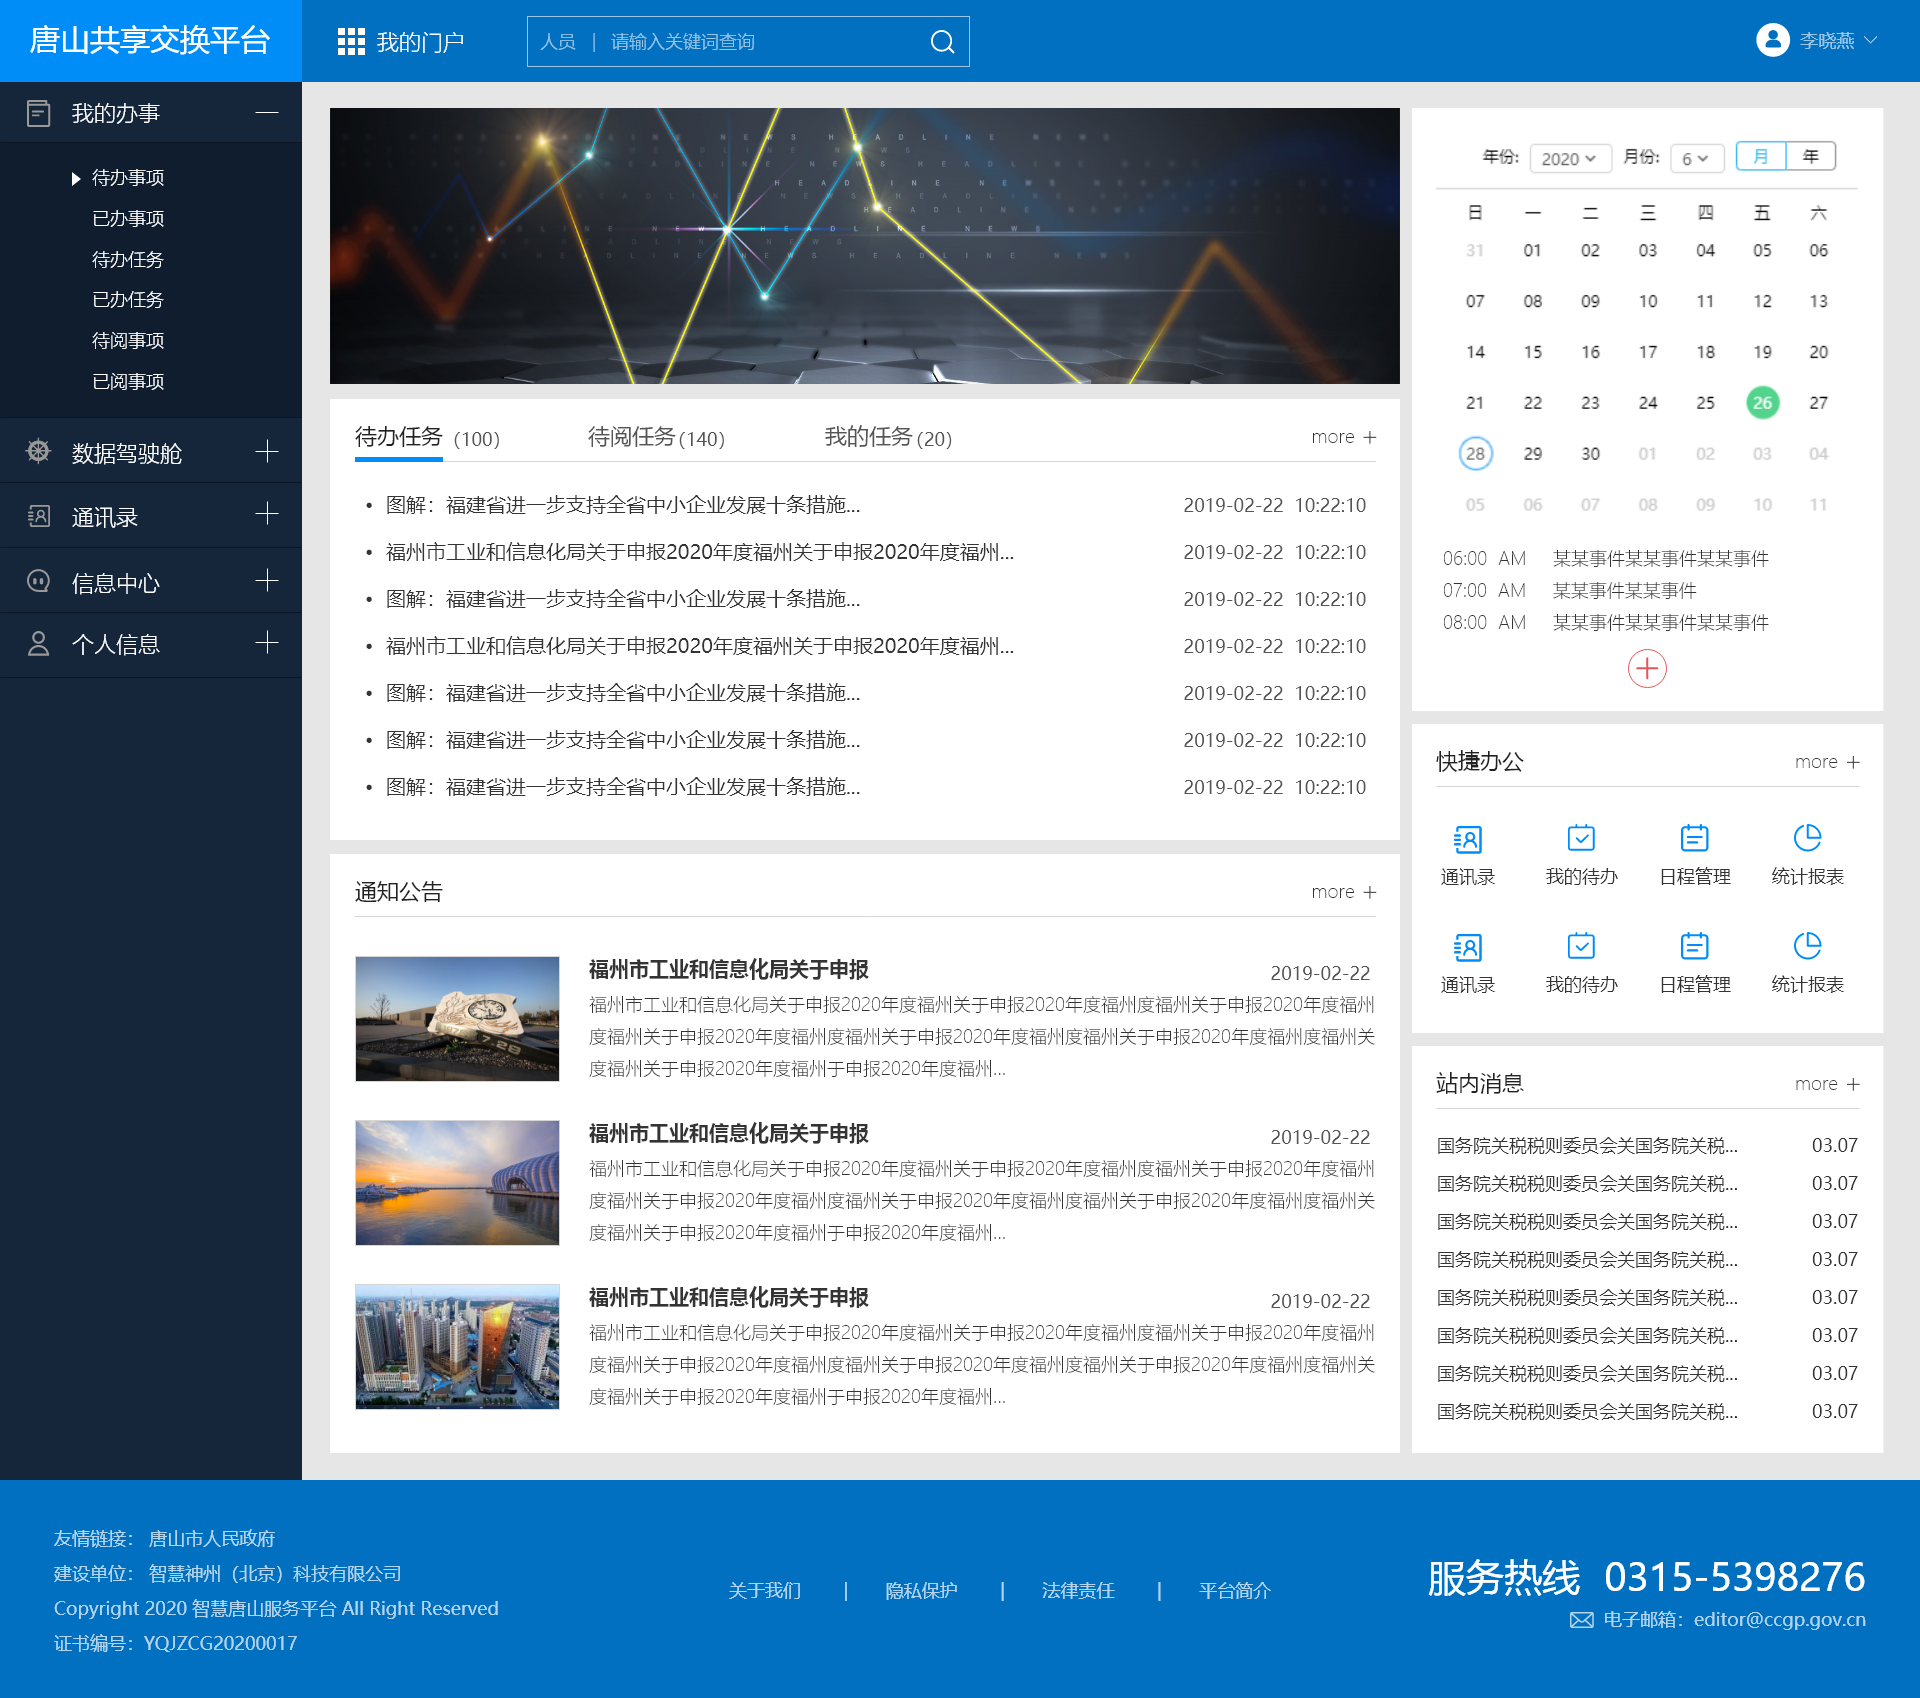 唐山共享交换平台
我的门户
人员 | 请输入关键词查询
李晓燕
我的办事
待办事项
已办事项
待办任务
已办任务
待阅事项
已阅事项
数据驾驶舱
通讯录
信息中心
个人信息
年份: 2020 月份: 6 月 年
日 一 二 三 四 五 六
31 01 02 03 04 05 06
07 08 09 10 11 12 13
14 15 16 17 18 19 20
21 22 23 24 25 26 27
28 29 30 01 02 03 04
05 06 07 08 09 10 11
06:00 AM 某某事件某某事件某某事件
07:00 AM 某某事件某某事件
08:00 AM 某某事件某某事件某某事件
待办任务 (100) 待阅任务(140) 我的任务(20) more
• 图解：福建省进一步支持全省中小企业发展十条措施... 2019-02-22 10:22:10
• 福州市工业和信息化局关于申报2020年度福州关于申报2020年度福州... 2019-02-22 10:22:10
• 图解：福建省进一步支持全省中小企业发展十条措施... 2019-02-22 10:22:10
• 福州市工业和信息化局关于申报2020年度福州关于申报2020年度福州... 2019-02-22 10:22:10
• 图解：福建省进一步支持全省中小企业发展十条措施... 2019-02-22 10:22:10
• 图解：福建省进一步支持全省中小企业发展十条措施... 2019-02-22 10:22:10
• 图解：福建省进一步支持全省中小企业发展十条措施... 2019-02-22 10:22:10
通知公告 more
福州市工业和信息化局关于申报 2019-02-22
福州市工业和信息化局关于申报2020年度福州关于申报2020年度福州度福州关于申报2020年度福州
度福州关于申报2020年度福州度福州关于申报2020年度福州度福州关于申报2020年度福州度福州关
度福州关于申报2020年度福州于申报2020年度福州...
福州市工业和信息化局关于申报 2019-02-22
福州市工业和信息化局关于申报2020年度福州关于申报2020年度福州度福州关于申报2020年度福州
度福州关于申报2020年度福州度福州关于申报2020年度福州度福州关于申报2020年度福州度福州关
度福州关于申报2020年度福州于申报2020年度福州...
福州市工业和信息化局关于申报 2019-02-22
福州市工业和信息化局关于申报2020年度福州关于申报2020年度福州度福州关于申报2020年度福州
度福州关于申报2020年度福州度福州关于申报2020年度福州度福州关于申报2020年度福州度福州关
度福州关于申报2020年度福州于申报2020年度福州...
快捷办公 more
通讯录 我的待办 日程管理 统计报表
通讯录 我的待办 日程管理 统计报表
站内消息 more
国务院关税税则委员会关国务院关税... 03.07
国务院关税税则委员会关国务院关税... 03.07
国务院关税税则委员会关国务院关税... 03.07
国务院关税税则委员会关国务院关税... 03.07
国务院关税税则委员会关国务院关税... 03.07
国务院关税税则委员会关国务院关税... 03.07
国务院关税税则委员会关国务院关税... 03.07
国务院关税税则委员会关国务院关税... 03.07
友情链接： 唐山市人民政府
建设单位： 智慧神州（北京）科技有限公司
Copyright 2020 智慧唐山服务平台 All Right Reserved
证书编号：YQJZCG20200017
关于我们 | 隐私保护 | 法律责任 | 平台简介
服务热线 0315-5398276
电子邮箱：editor@ccgp.gov.cn